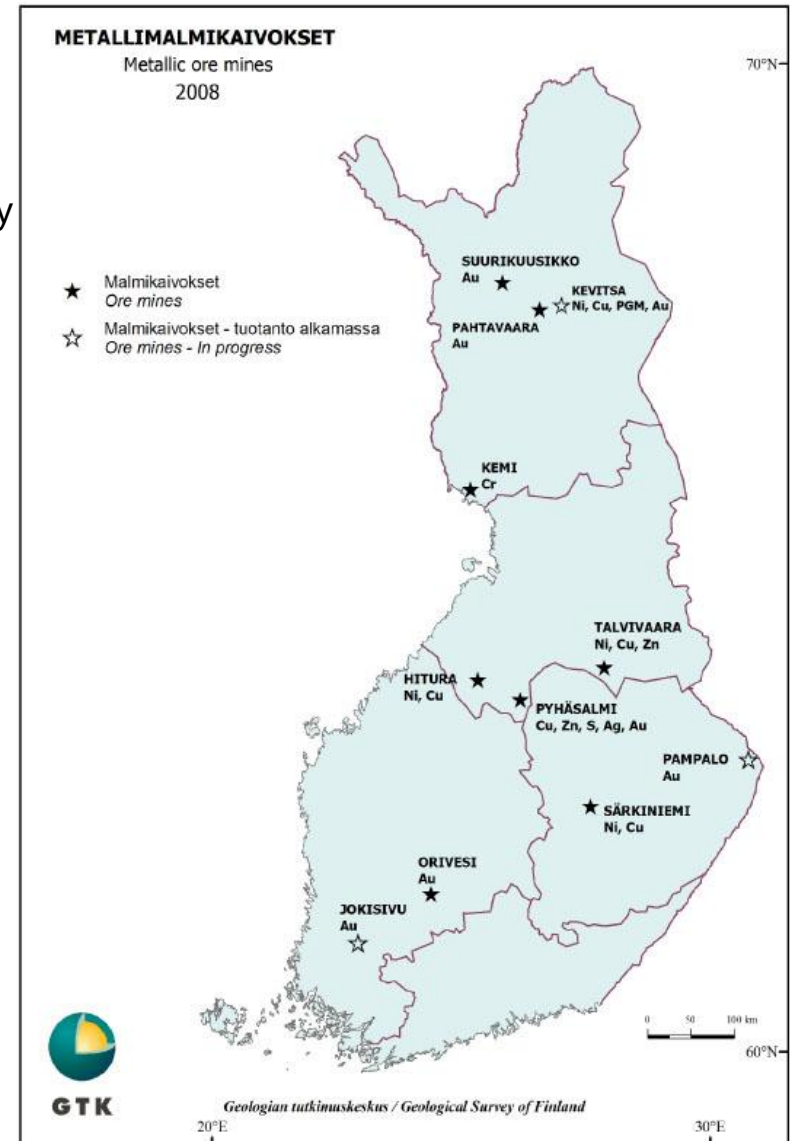 METALLIMALMIKAIVOKSET
Metallic ore mines
2008
70°N
y
Malmikaivokset
Ore mines
Malmikaivokset - tuotanto alkamassa
Ore mines - In progress
SUURIKUUSIKKO
Au
KEVITSA
Ni, Cu, PGM, Au
PAHTAVAARA
Au
KEMI
Cr
TALVIVAARA
Ni, Cu, Zn
HITURA
Ni, Cu
PYHÄSALMI
Cu, Zn, S, Ag, Au
PAMPALO
Au
SÄRKINIEMI
Ni, Cu
ORIVESI
Au
JOKISIVU
Au
0 50 100 km
60°N
GTK
Geologian tutkimuskeskus / Geological Survey of Finland
20°E
30°E